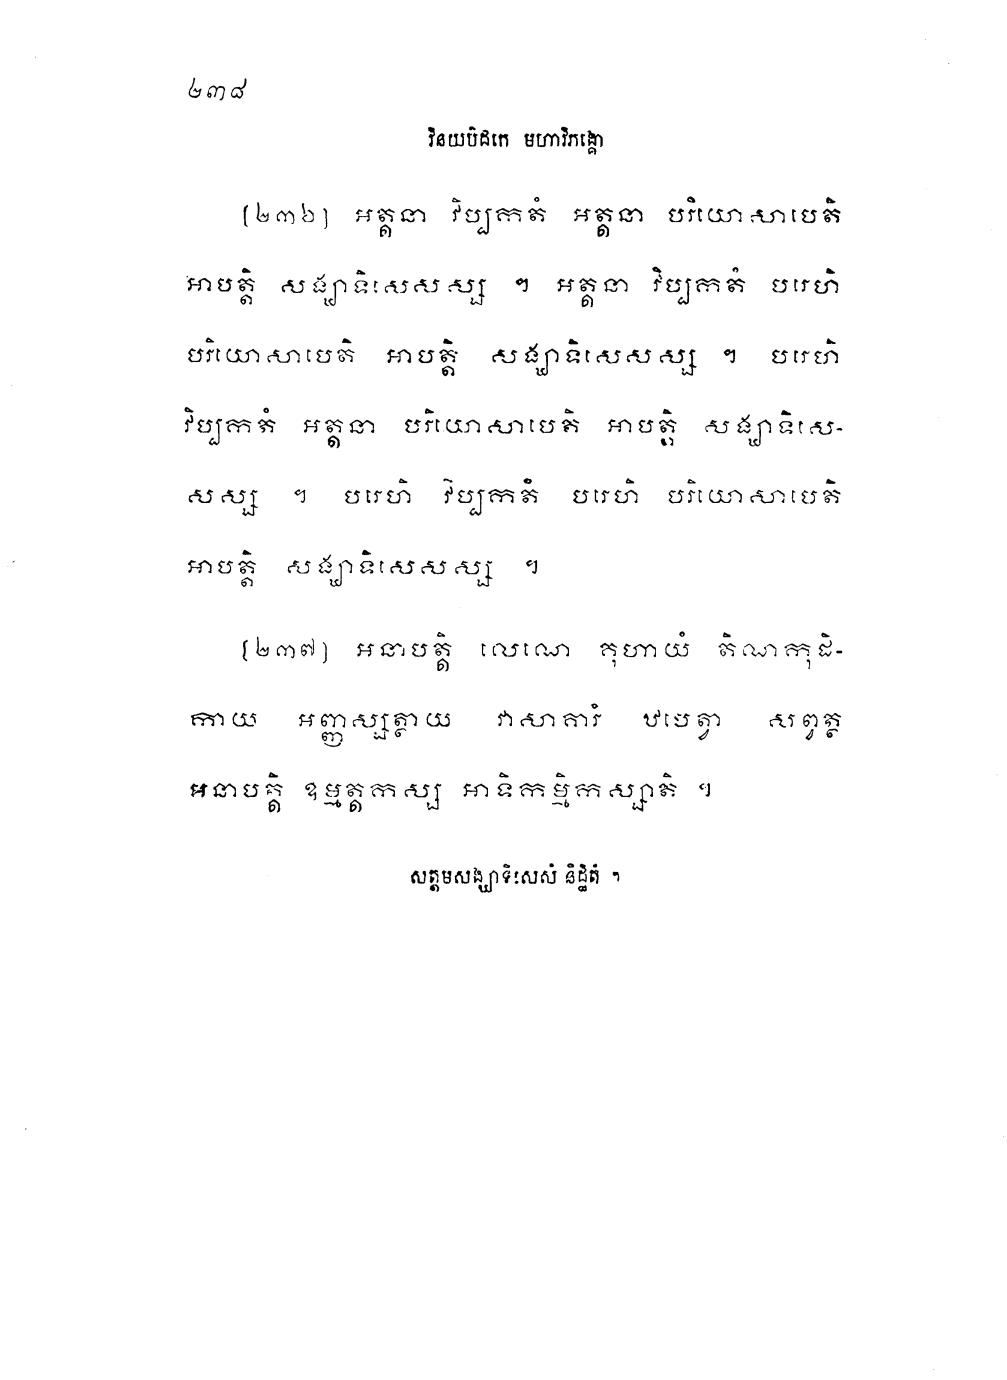 ២៣៨
វិនយបិដកេ មហាវិភង្គោ
(២៣៦) អត្តនា វិប្បកតំ អត្តនា បរិយោសាបេតិ
អាបត្តិ សង្ឃាទិសេសស្ស ។ អត្តនា វិប្បកតំ បរេហិ
បរិយោសាបេតិ អាបត្តិ សង្ឃាទិសេសស្ស ។ បរេហិ
វិប្បកតំ អត្តនា បរិយោសាបេតិ អាបត្តិ សង្ឃាទិសេ-
សស្ស ។ បរេហិ វិប្បកតំ បរេហិ បរិយោសាបេតិ
អាបត្តិ សង្ឃាទិសេសស្ស ។
(២៣៧) អនាបត្តិ លេណេ គុហាយំ តិណកុដិ-
កាយ អញ្ញស្សត្ថាយ វាសាគារំ ឋបេត្វា សព្វត្ថ
អនាបត្តិ ឧម្មត្តកស្ស អាទិកម្មិកស្សាតិ ។
សត្តមសង្ឃាទិសេសំ និដ្ឋិតំ ។